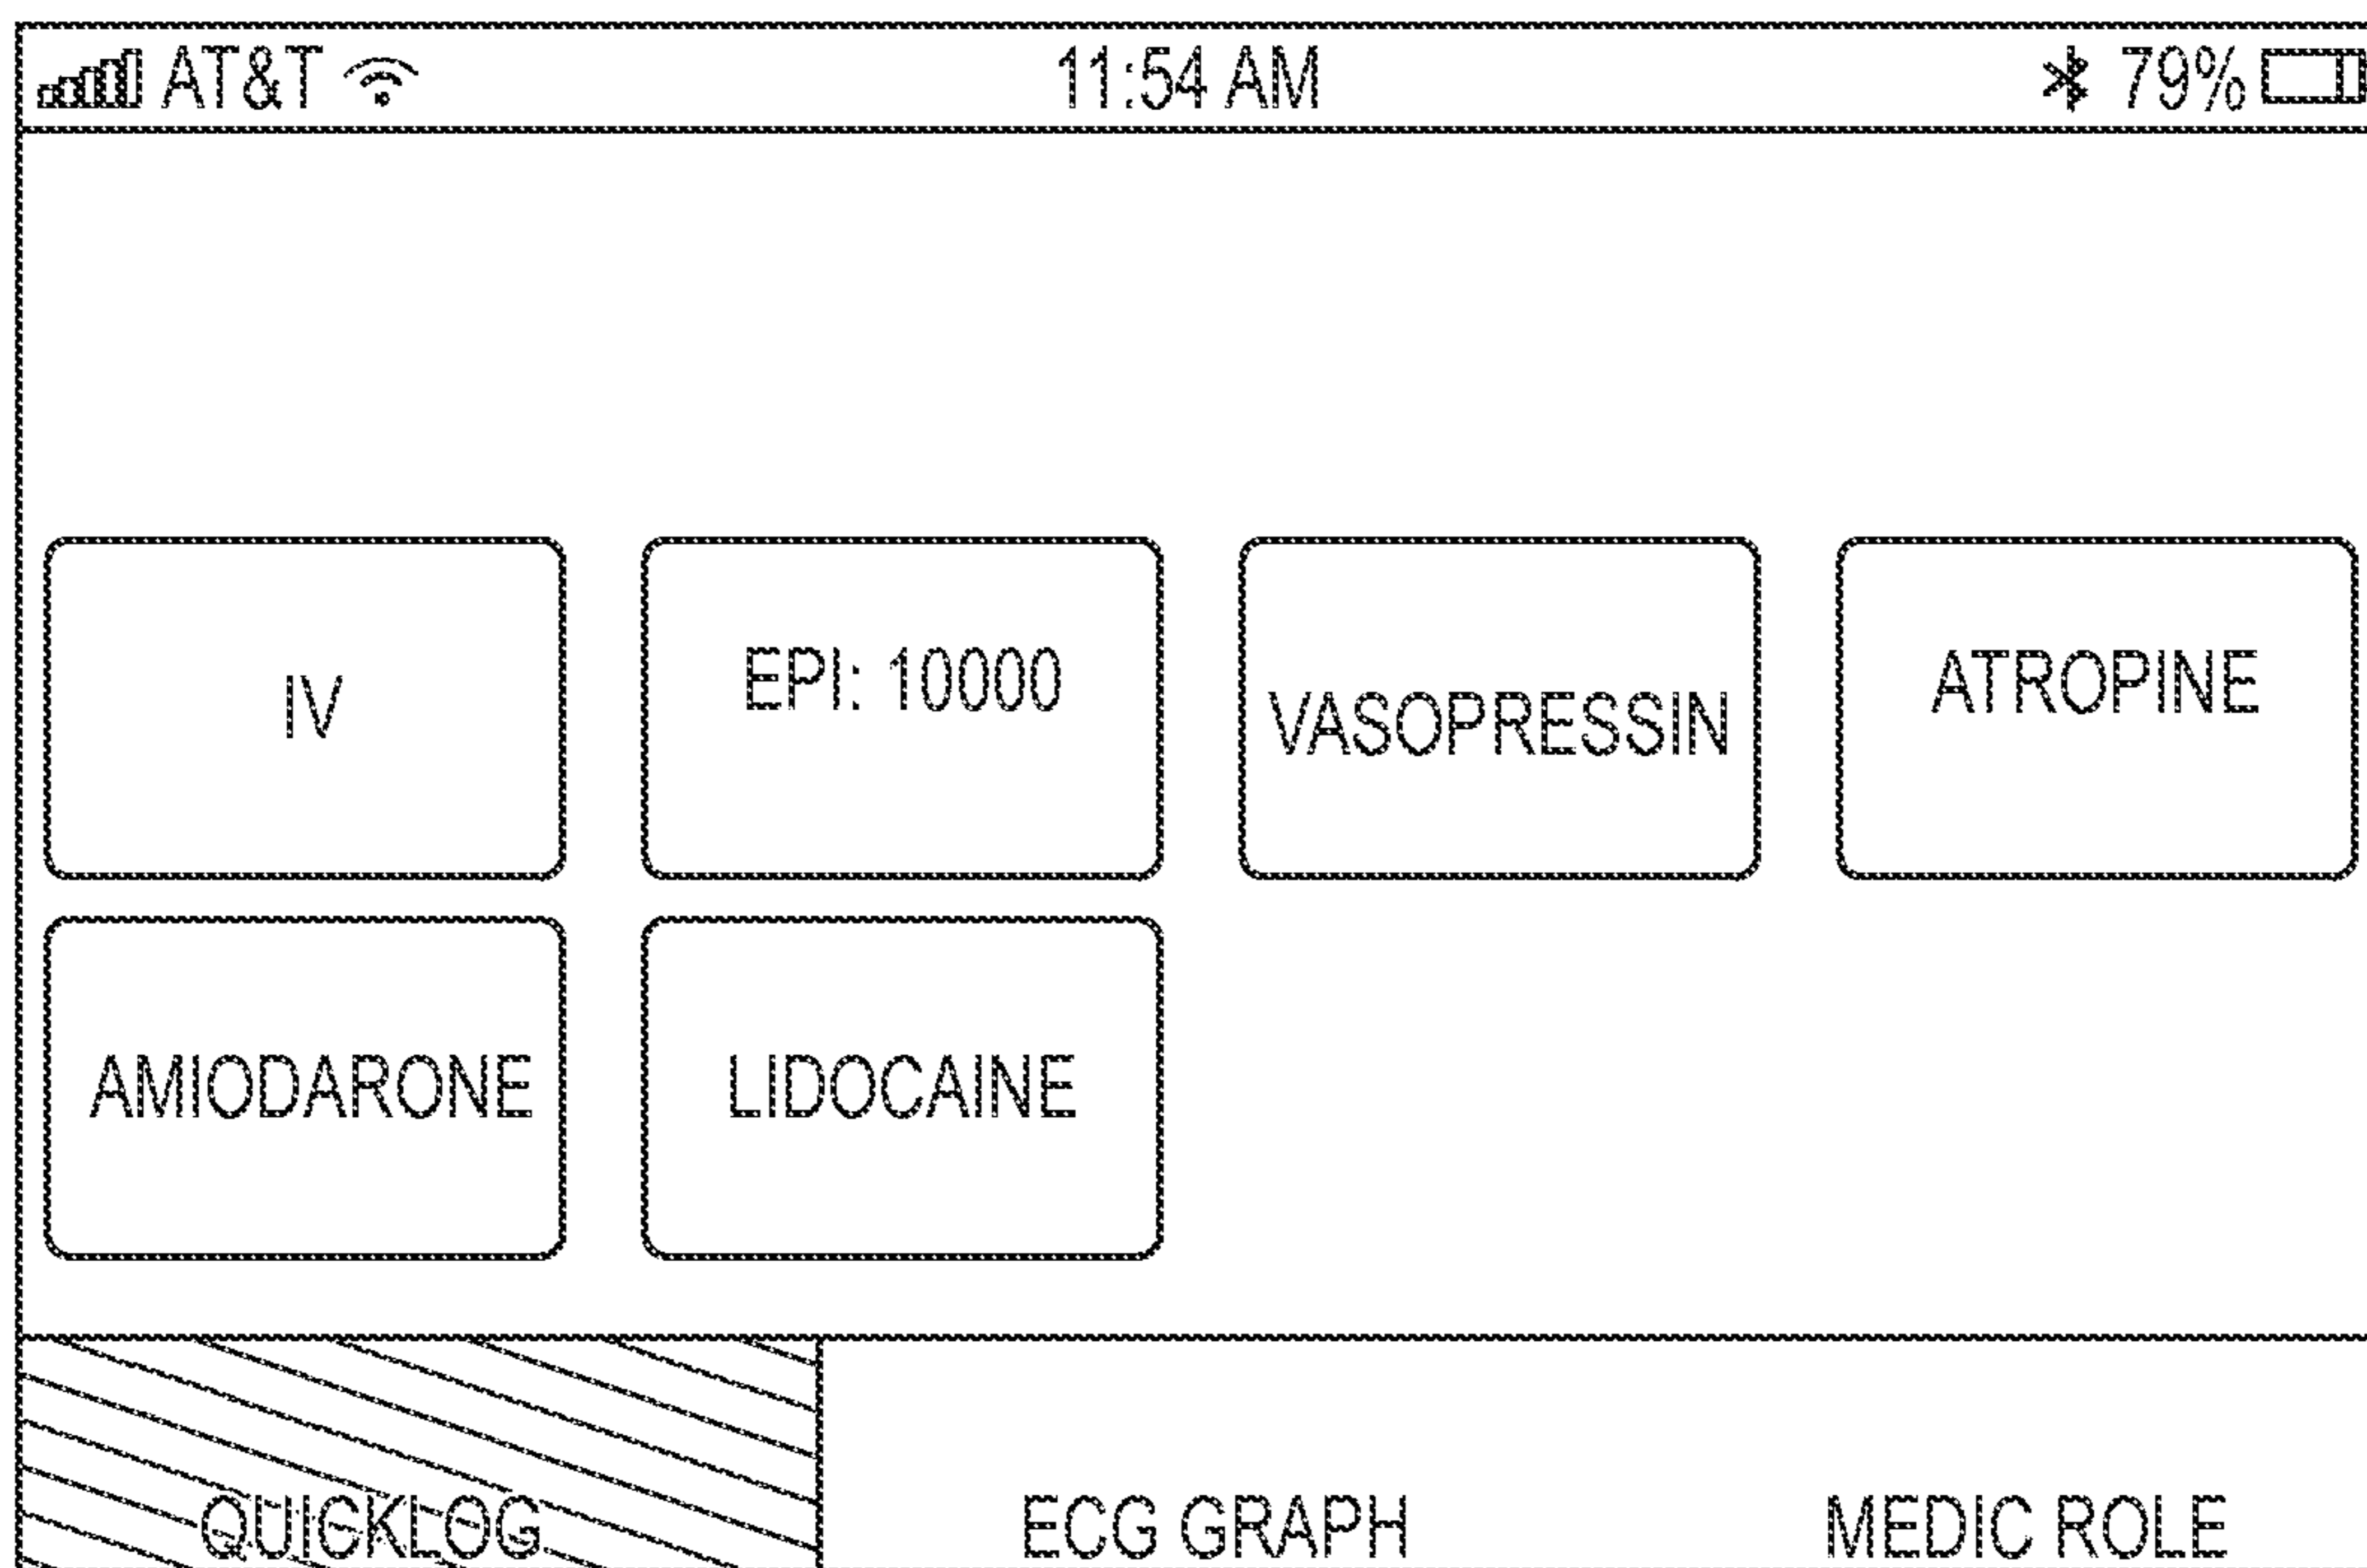 AT&T 11:54 AM 79%
IV EPI: 10000 VASOPRESSIN ATROPINE
AMIODARONE LIDOCAINE
QUICKLOG ECG GRAPH MEDIC ROLE